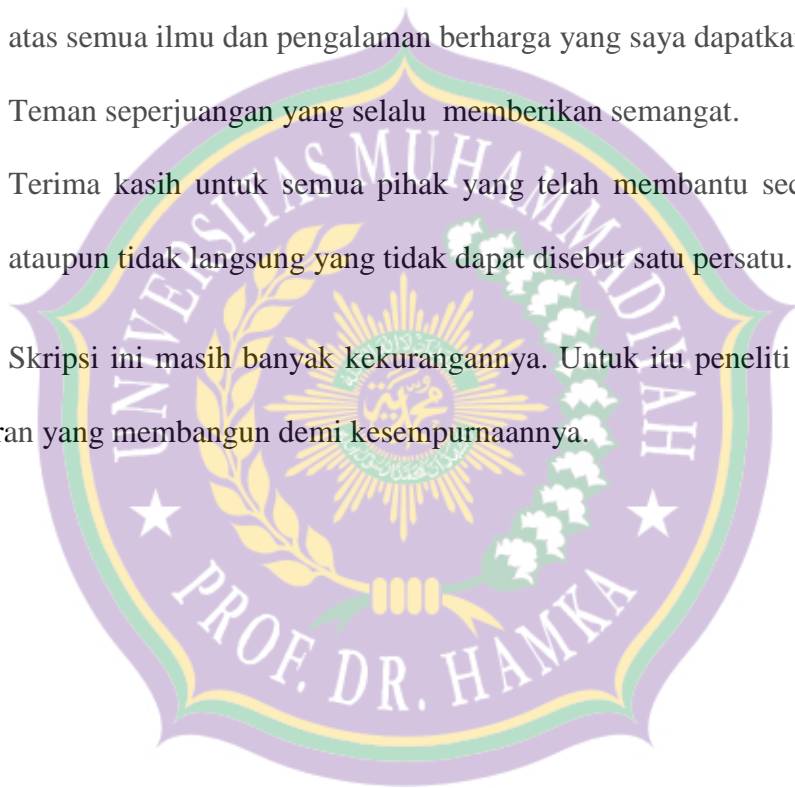 atas semua ilmu dan pengalaman berharga yang saya dapatkan
Teman seperjuangan yang selalu memberikan semangat.
Terima kasih untuk semua pihak yang telah membantu sec
ataupun tidak langsung yang tidak dapat disebut satu persatu.
Skripsi ini masih banyak kekurangannya. Untuk itu peneliti
ran yang membangun demi kesempurnaannya.
UNIVERSITAS MUHAMMADIYAH
محمدية
PROF. DR. HAMKA